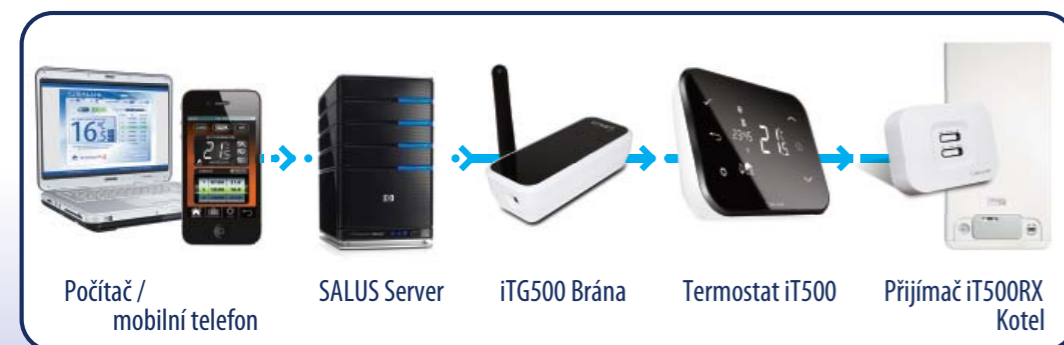 Počítač /
mobilní telefon
SALUS Server
iTG500 Brána
Termostat iT500
Přijímač iT500RX
Kotel